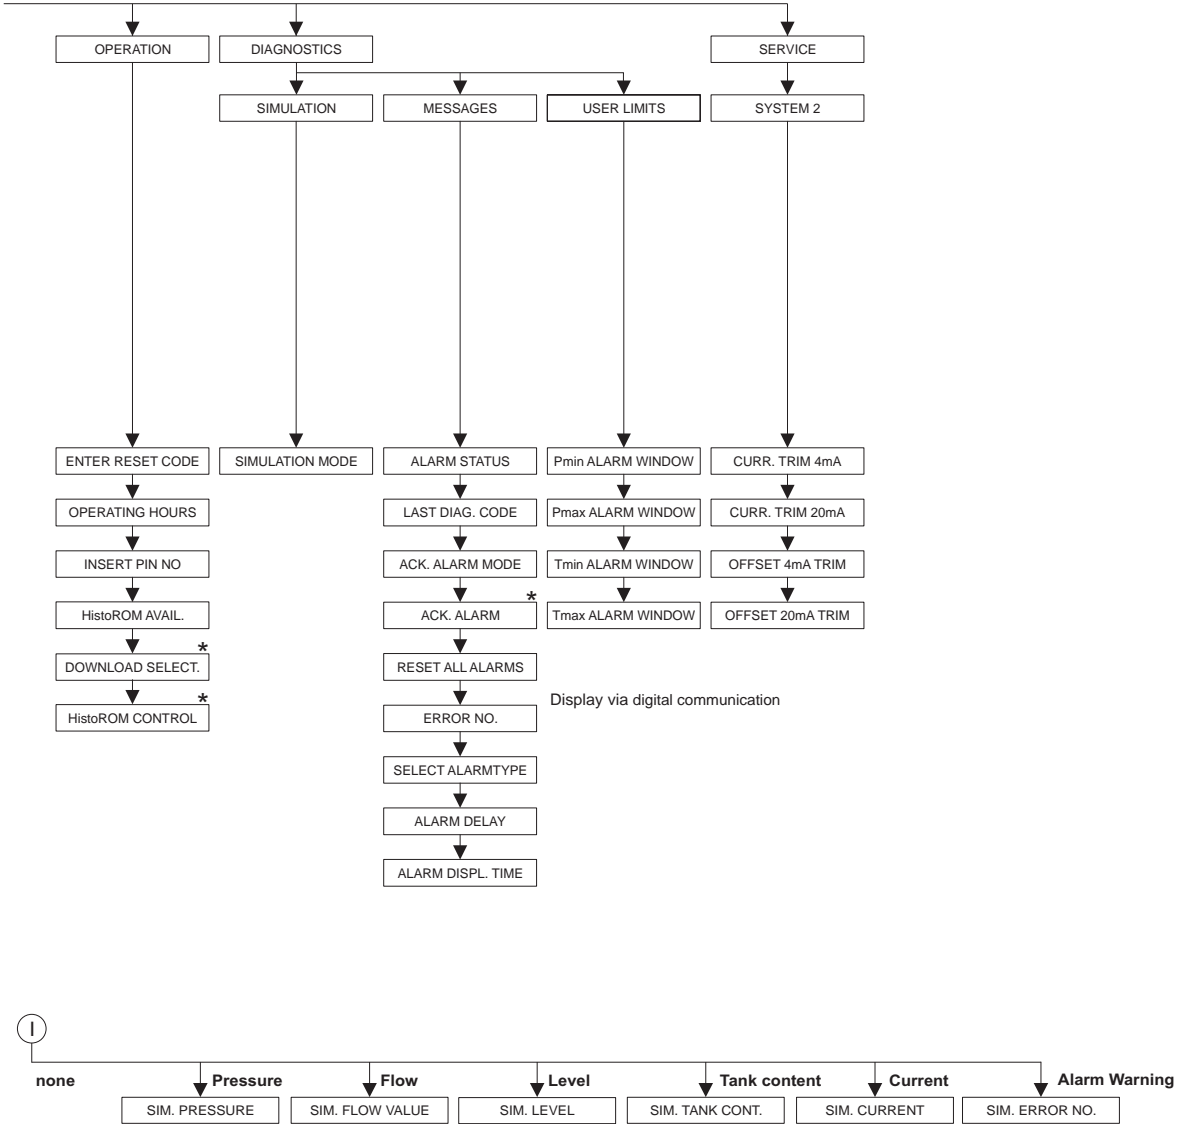 OPERATION DIAGNOSTICS SERVICE
SIMULATION MESSAGES USER LIMITS SYSTEM 2
ENTER RESET CODE SIMULATION MODE ALARM STATUS Pmin ALARM WINDOW CURR. TRIM 4mA
OPERATING HOURS LAST DIAG. CODE Pmax ALARM WINDOW CURR. TRIM 20mA
INSERT PIN NO ACK. ALARM MODE Tmin ALARM WINDOW OFFSET 4mA TRIM
*
HistoROM AVAIL. ACK. ALARM Tmax ALARM WINDOW OFFSET 20mA TRIM
*
DOWNLOAD SELECT. RESET ALL ALARMS
*
Display via digital communication
HistoROM CONTROL ERROR NO.
SELECT ALARMTYPE
ALARM DELAY
ALARM DISPL. TIME
I
none Pressure Flow Level Tank content Current Alarm Warning
SIM. PRESSURE SIM. FLOW VALUE SIM. LEVEL SIM. TANK CONT. SIM. CURRENT SIM. ERROR NO.